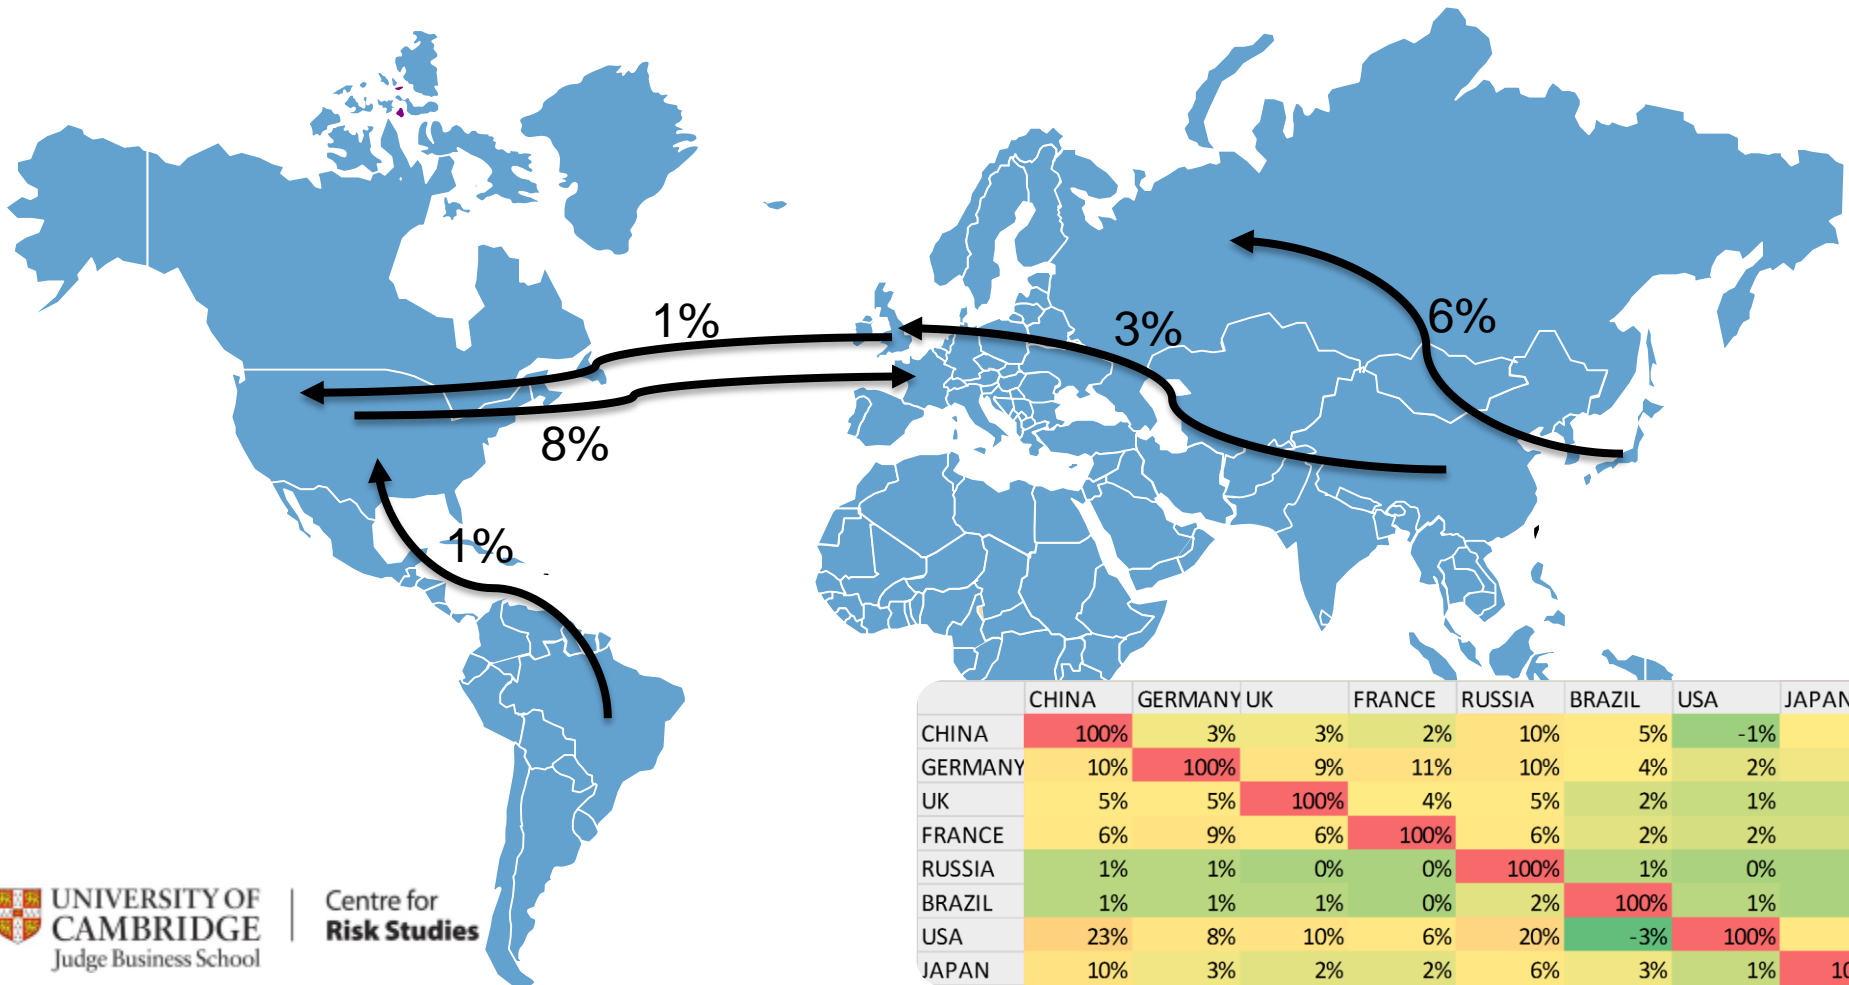 1%
3%
6%
8%
1%
CHINA GERMANY UK FRANCE RUSSIA BRAZIL USA JAPAN
CHINA 100% 3% 3% 2% 10% 5% -1%
GERMANY 10% 100% 9% 11% 10% 4% 2%
UK 5% 5% 100% 4% 5% 2% 1%
FRANCE 6% 9% 6% 100% 6% 2% 2%
RUSSIA 1% 1% 0% 0% 100% 1% 0%
BRAZIL 1% 1% 1% 0% 2% 100% 1%
USA 23% 8% 10% 6% 20% -3% 100%
JAPAN 10% 3% 2% 2% 6% 3% 1% 10
UNIVERSITY OF
CAMBRIDGE
Judge Business School
Centre for
Risk Studies